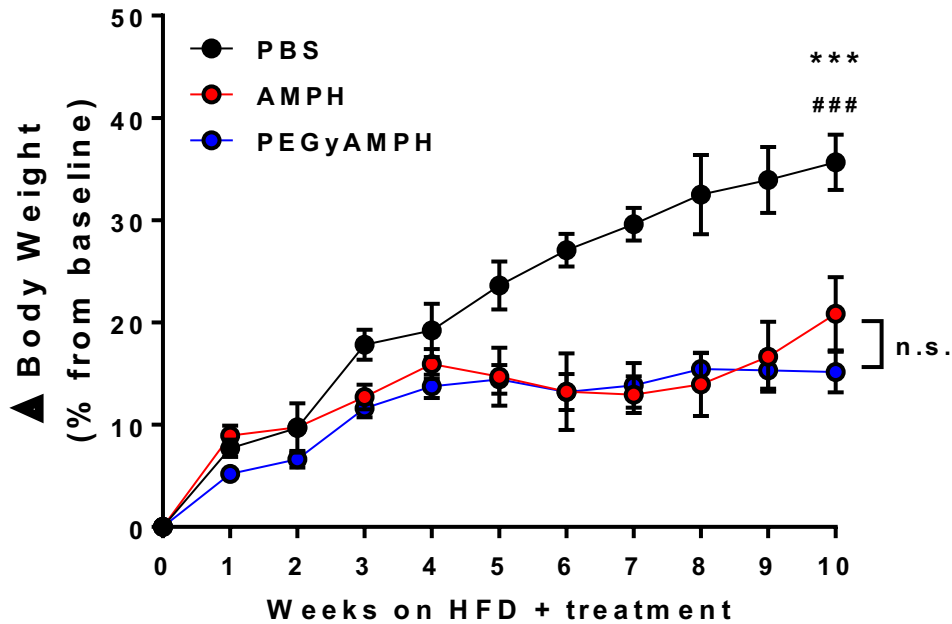 50
40
30
20
10
0
▲ Body Weight
(% from baseline)
PBS
AMPH
PEGyAMPH
***
###
n.s.
0 1 2 3 4 5 6 7 8 9 10
Weeks on HFD + treatment